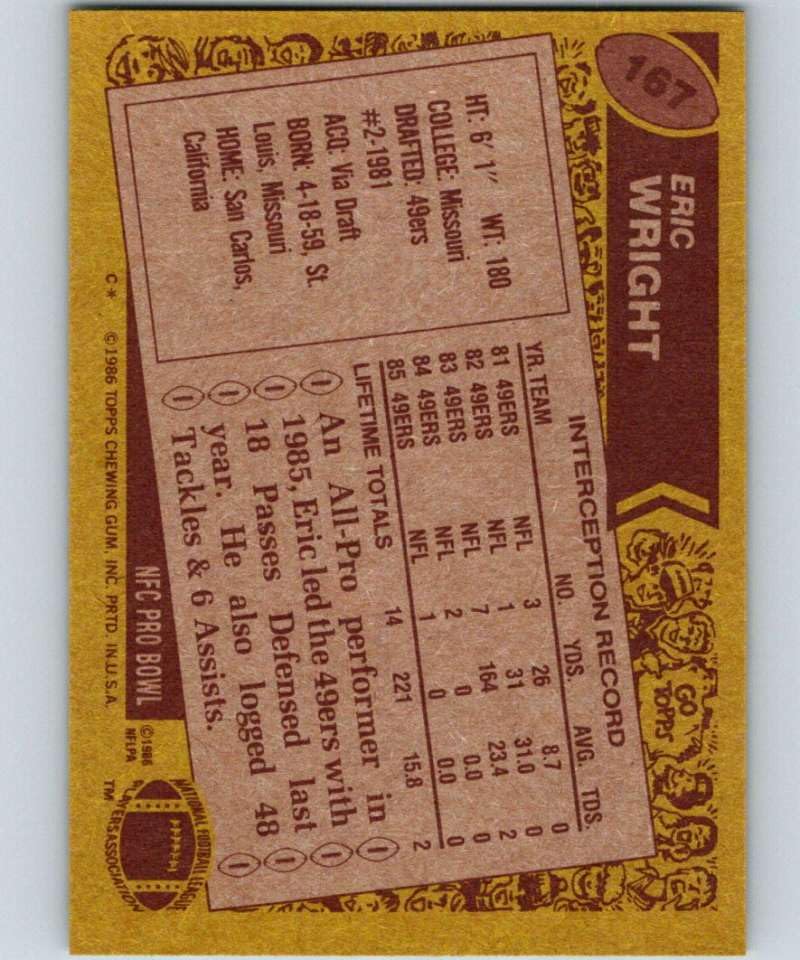 167
ERIC
WRIGHT
GO
TOPPS
HT: 6' 1" WT: 180
COLLEGE: Missouri
DRAFTED: 49ers
#2-1981
ACQ: Via Draft
BORN: 4-18-59, St.
Louis, Missouri
HOME: San Carlos,
California
INTERCEPTION RECORD
YR. TEAM NO. YDS. AVG. TDS.
81 49ERS NFL 3 26 8.7 0
82 49ERS NFL 1 31 31.0 0
83 49ERS NFL 7 164 23.4 2
84 49ERS NFL 2 0 0.0 0
85 49ERS NFL 1 0 0.0 0
LIFETIME TOTALS 14 221 15.8 2
An All-Pro performer in
1985, Eric led the 49ers with
18 Passes Defensed last
year. He also logged 48
Tackles & 6 Assists.
NFC PRO BOWL
©1986
NFLPA
NATIONAL FOOTBALL LEAGUE
PLAYERS ASSOCIATION
TM
C* ©1986 TOPPS CHEWING GUM, INC. PRTD. IN U.S.A.